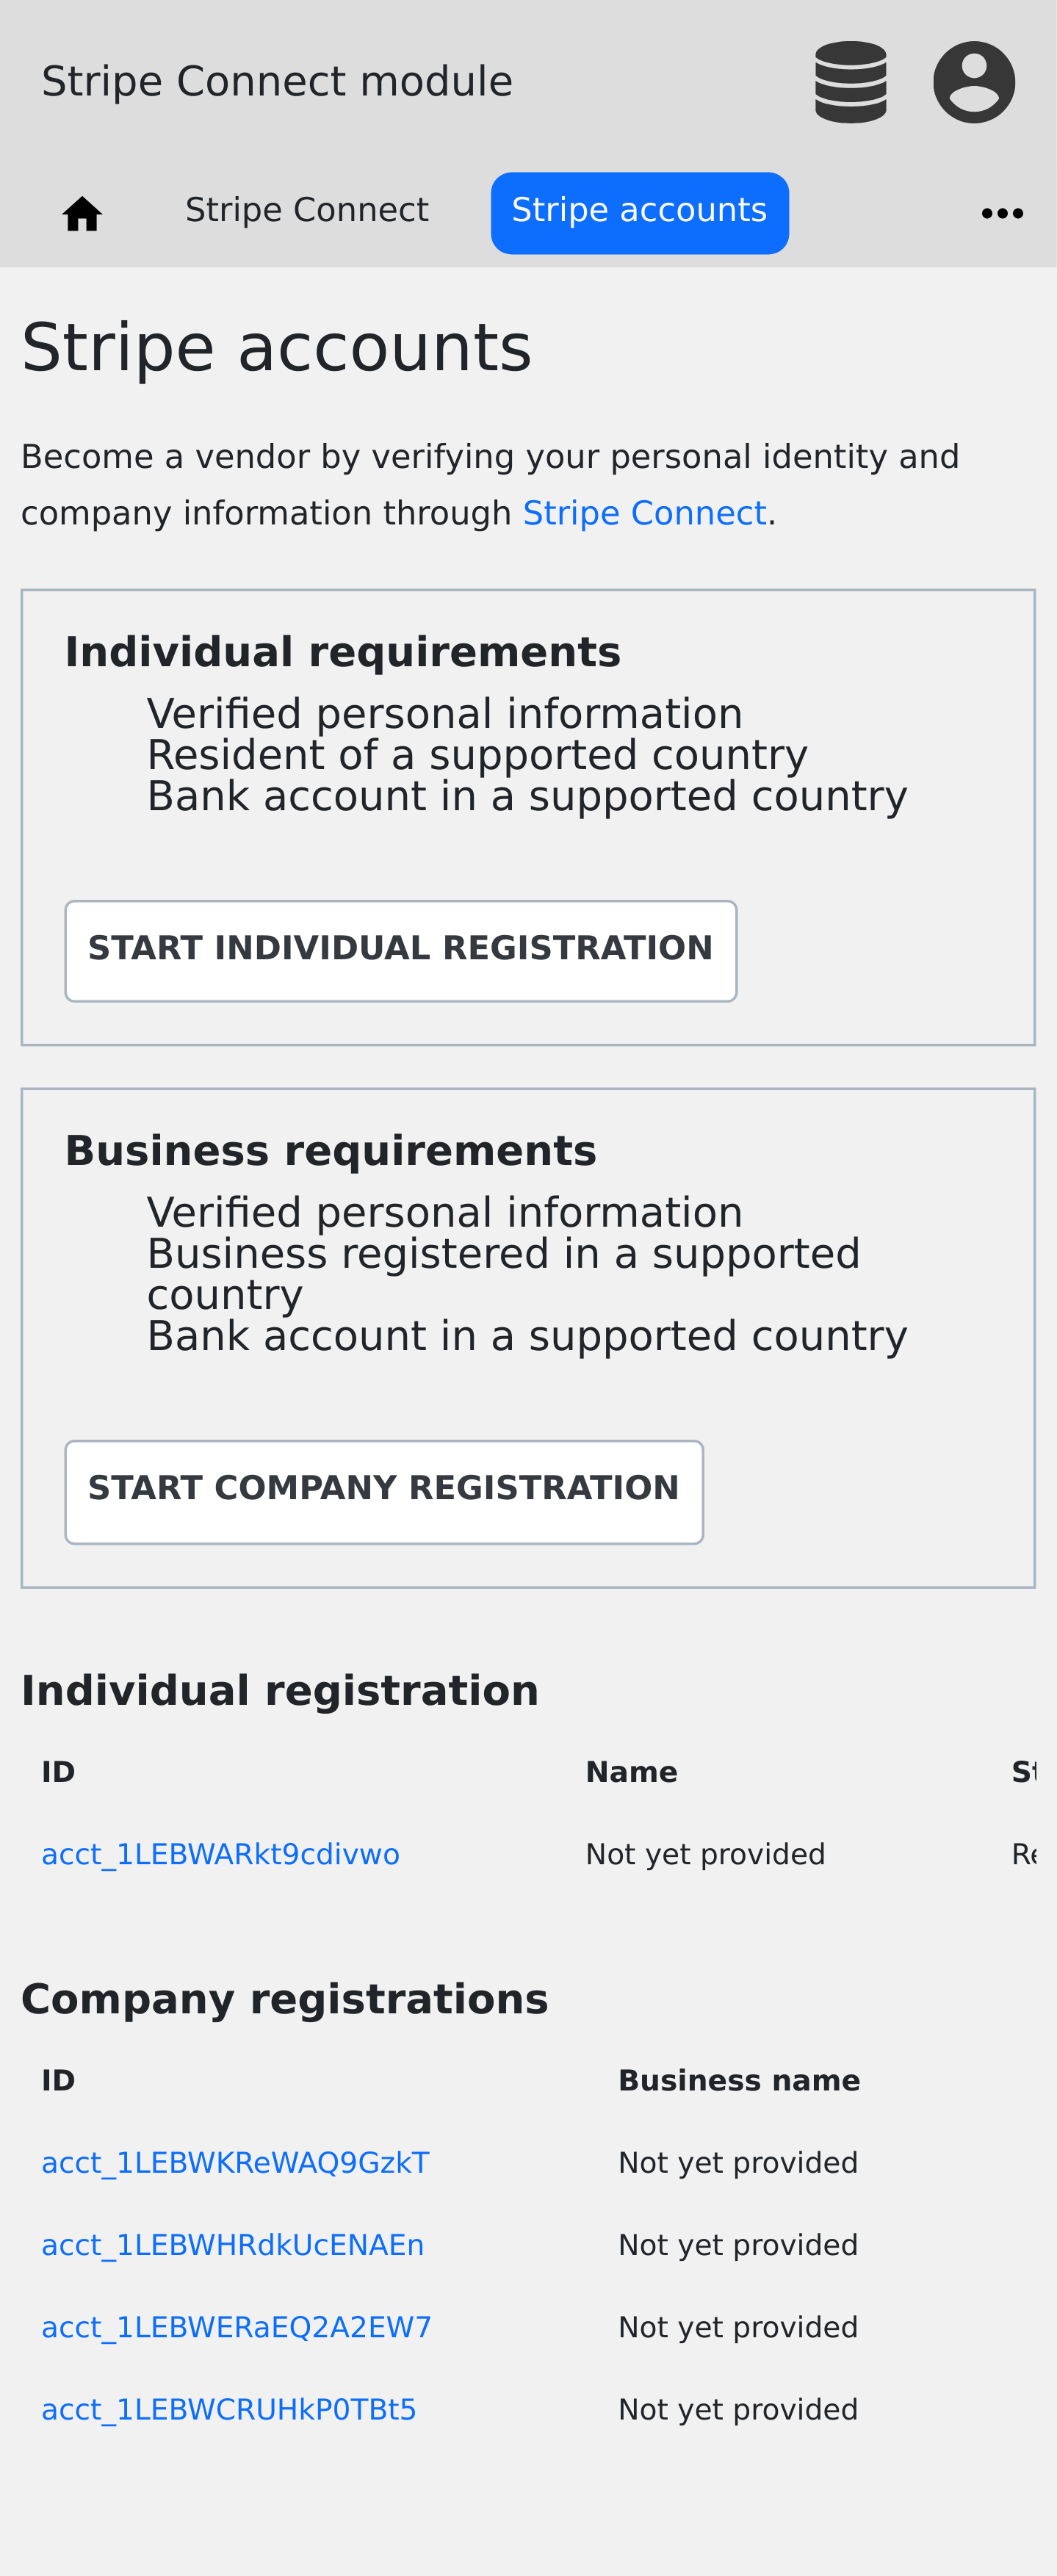 Stripe Connect module
Stripe Connect
Stripe accounts
Stripe accounts
Become a vendor by verifying your personal identity and
company information through Stripe Connect.
Individual requirements
Verified personal information
Resident of a supported country
Bank account in a supported country
START INDIVIDUAL REGISTRATION
Business requirements
Verified personal information
Business registered in a supported
country
Bank account in a supported country
START COMPANY REGISTRATION
Individual registration
ID Name
acct_1LEBWARkt9cdivwo Not yet provided
Company registrations
ID Business name
acct_1LEBWKReWAQ9GzkT Not yet provided
acct_1LEBWHRdkUcENAEn Not yet provided
acct_1LEBWERaEQ2A2EW7 Not yet provided
acct_1LEBWCRUHkP0TBt5 Not yet provided